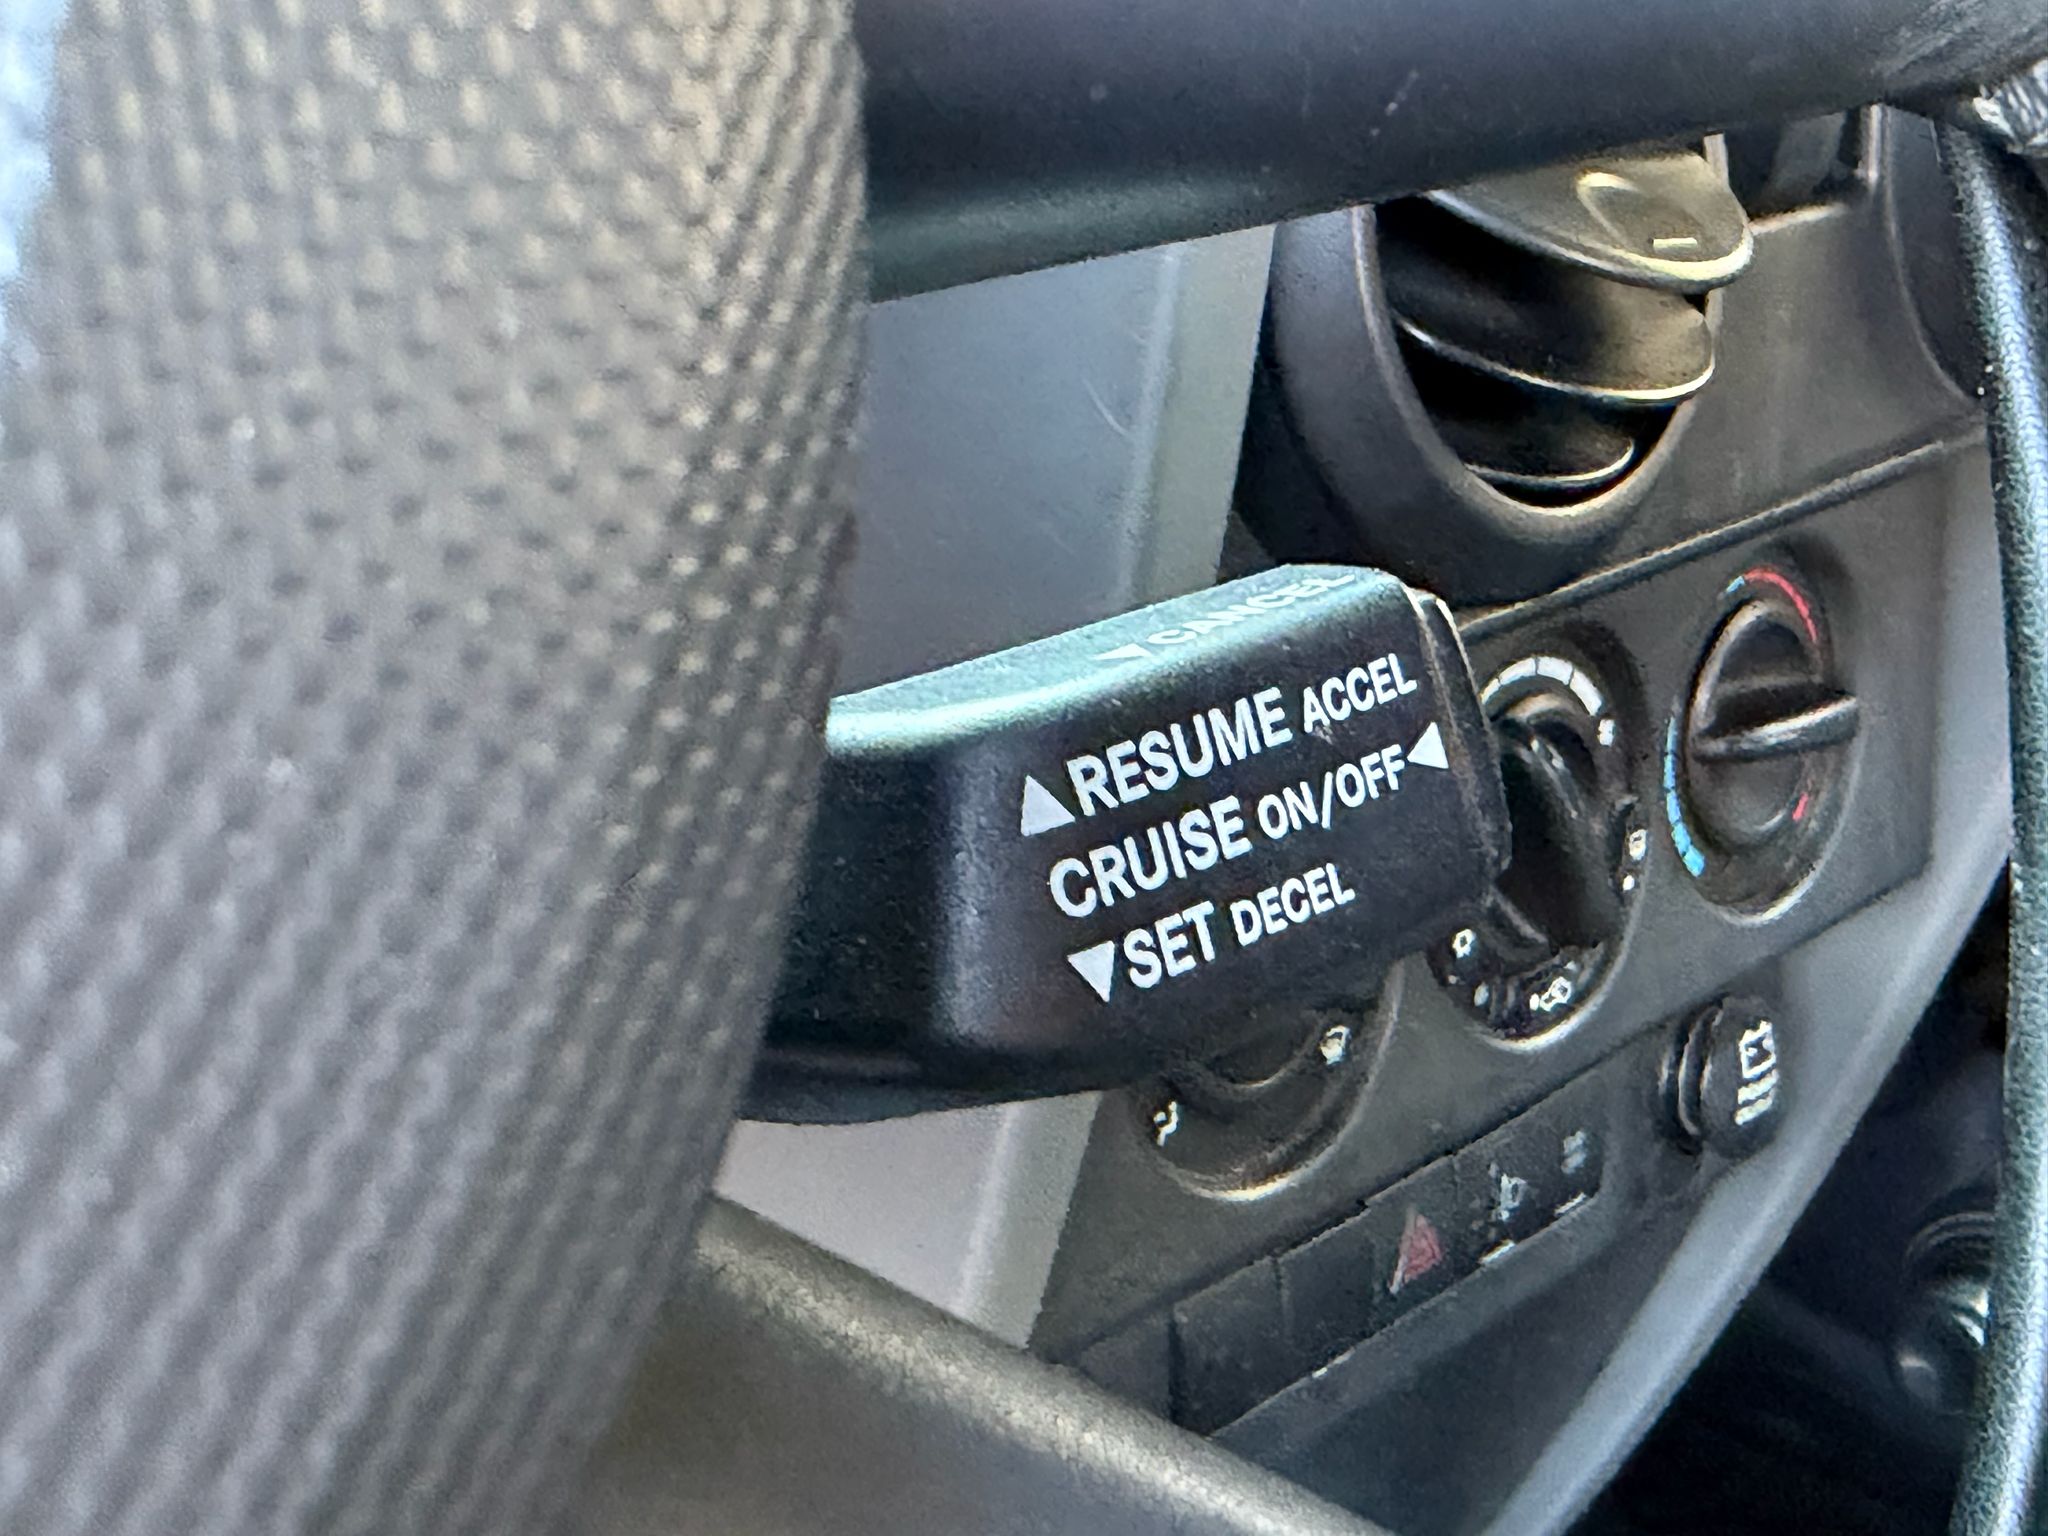 CANCEL
RESUME ACCEL
CRUISE ON/OFF
SET DECEL